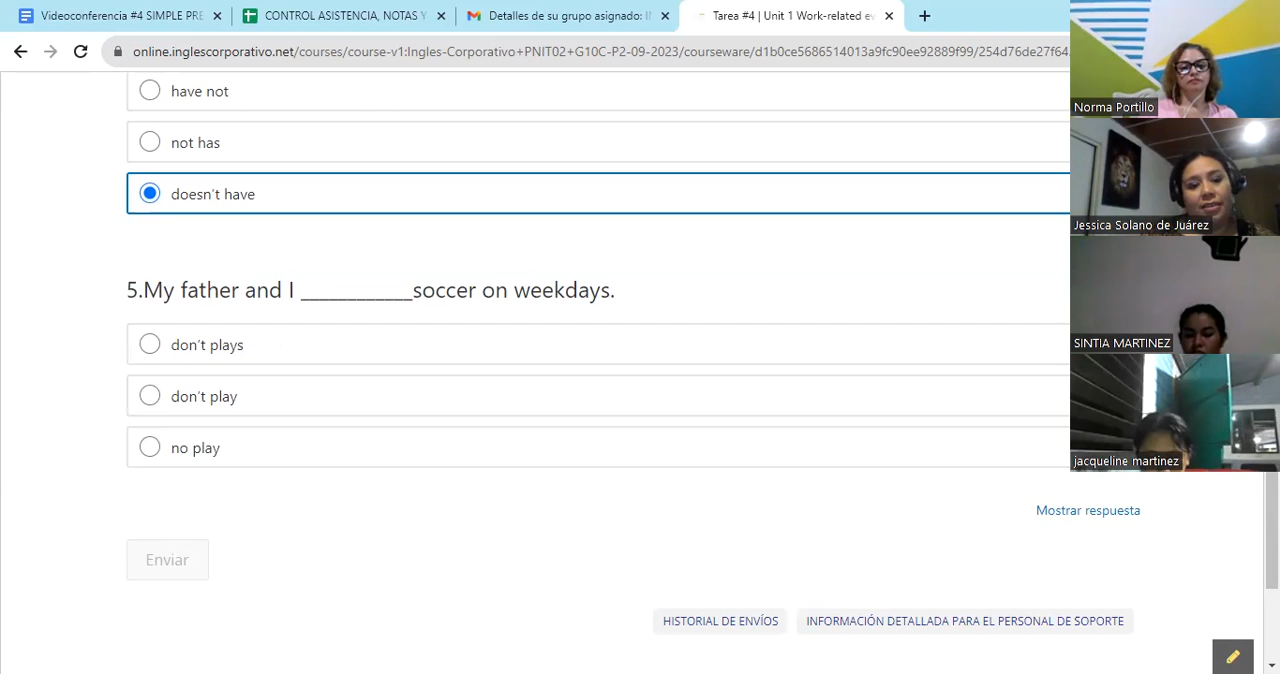 Videoconferencia #4 SIMPLE PRE
CONTROL ASISTENCIA NOTAS Y
Detalles de su grupo asignado: I
Tarea #4 | Unit 1 Work-related e
online.inglescorporativo.net/courses/course-v1:Ingles-Corporativo+PNIT02+G10C-P2-09-2023/courseware/d1b0ce5686514013a9fc90ee92889f99/254d76de27f64
have not
not has
doesn't have
5.My father and I ____________soccer on weekdays.
don't plays
don't play
no play
Mostrar respuesta
Enviar
HISTORIAL DE ENVÍOS
INFORMACIÓN DETALLADA PARA EL PERSONAL DE SOPORTE
Norma Portillo
Jessica Solano de Juárez
SINTIA MARTINEZ
jacqueline martinez